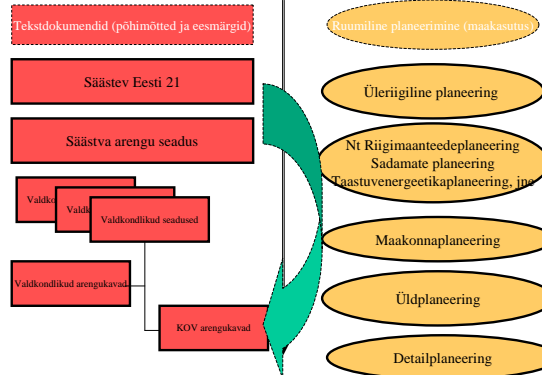 Tekstdokumendid (põhimõtted ja eesmärgid)
Säästev Eesti 21
Säästva arengu seadus
Valdkondlikud seadused
Valdkondlikud arengukavad
KOV arengukavad
Ruumiline planeerimine (maakasutus)
Üleriigiline planeering
Nt Riigimaanteedeplaneering
Sadamate planeering
Taastuvenergeetikaplaneering, jne
Maakonnaplaneering
Üldplaneering
Detailplaneering